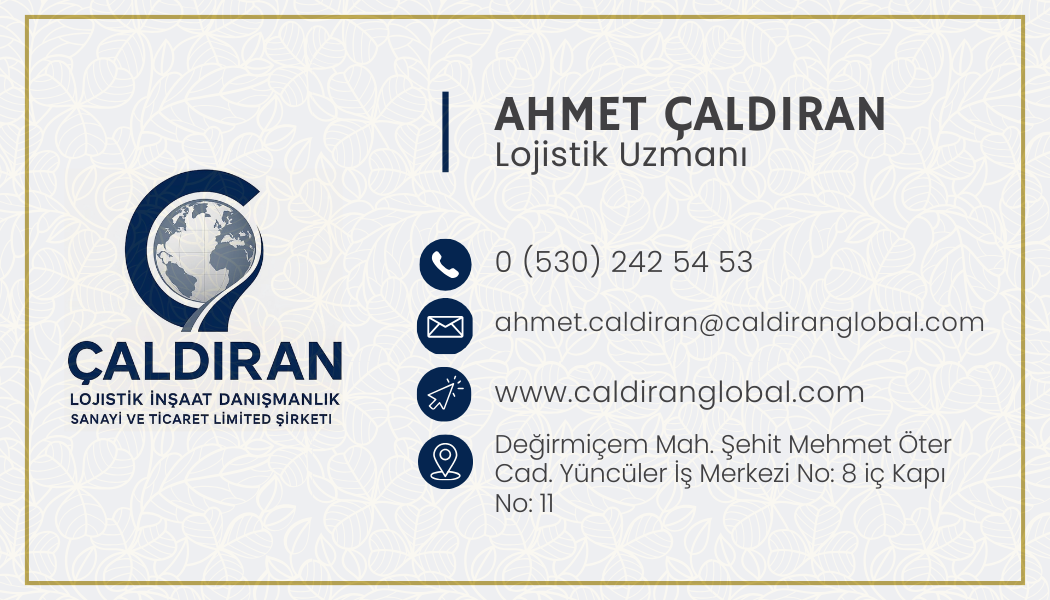 AHMET ÇALDIRAN
Lojistik Uzmanı
0 (530) 242 54 53
ahmet.caldiran@caldiranglobal.com
www.caldiranglobal.com
Değirmiçem Mah. Şehit Mehmet Öter
Cad. Yüncüler İş Merkezi No: 8 iç Kapı
No: 11
ÇALDIRAN
LOJISTİK İNŞAAT DANIŞMANLIK
SANAYİ VE TİCARET LİMİTED ŞİRKETI